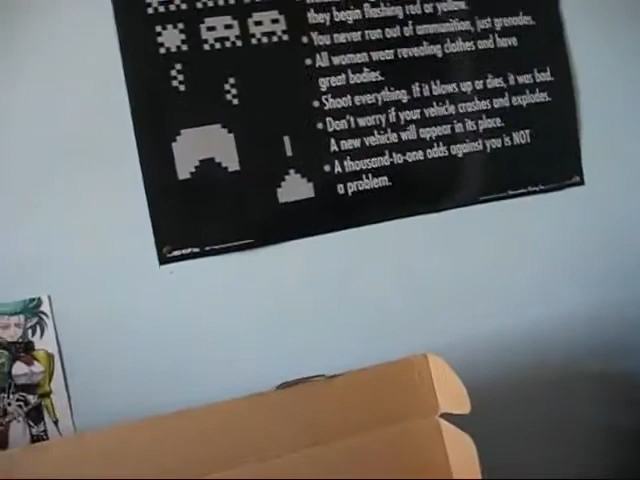 they begin flashing red or yellow.
• You never run out of ammunition, just grenades.
• All women wear revealing clothes and have
great bodies.
• Shoot everything. If it blows up or dies, it was bad.
• Don't worry if your vehicle crashes and explodes.
A new vehicle will appear in its place.
• A thousand-to-one odds against you is NOT
a problem.